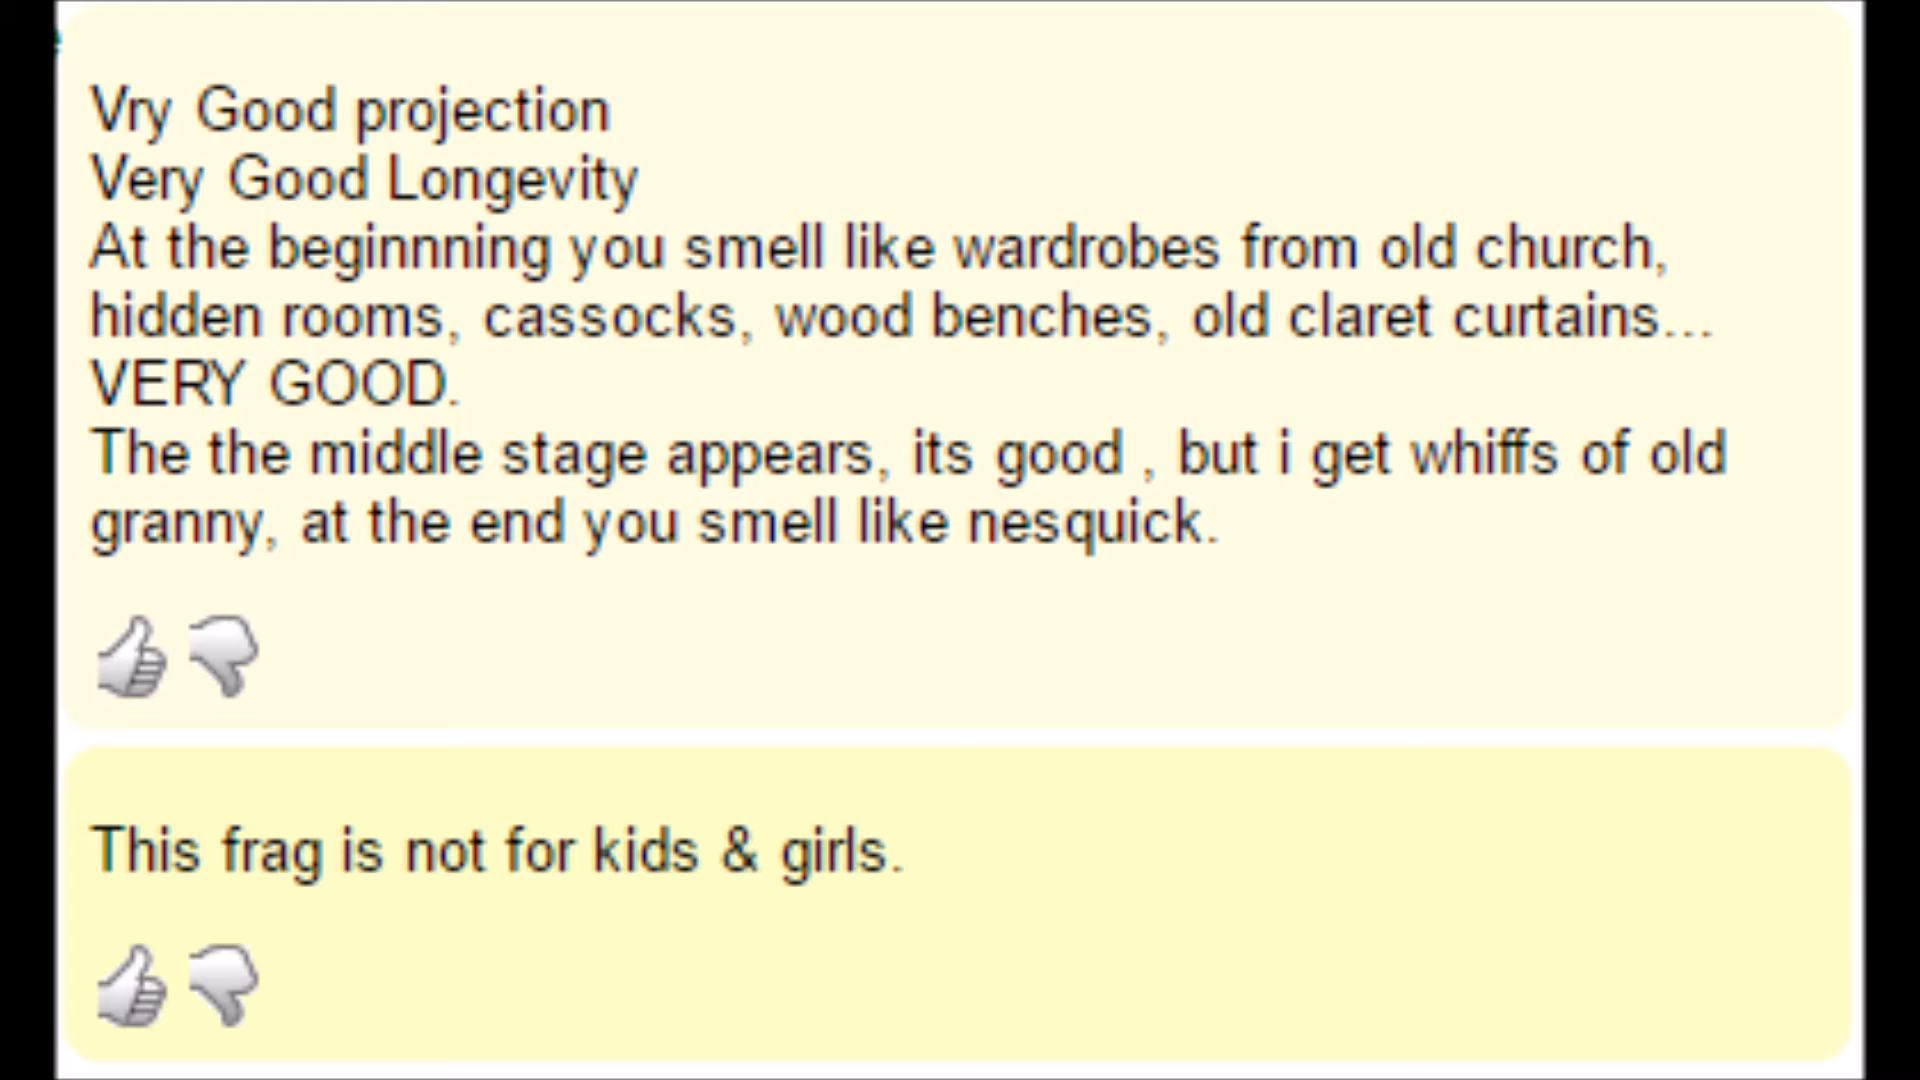 Vry Good projection
Very Good Longevity
At the beginnning you smell like wardrobes from old church,
hidden rooms, cassocks, wood benches, old claret curtains...
VERY GOOD.
The the middle stage appears, its good , but i get whiffs of old
granny, at the end you smell like nesquick.
This frag is not for kids & girls.